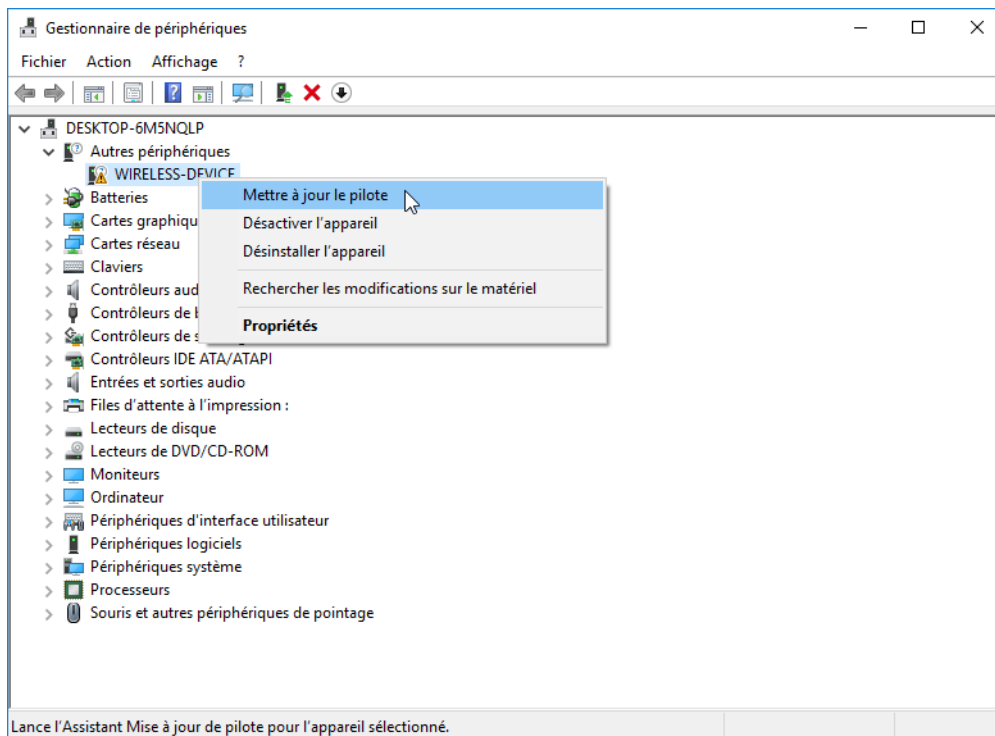 Gestionnaire de périphériques
Fichier Action Affichage ?
DESKTOP-6M5NQLP
Autres périphériques
WIRELESS-DEVICE
Mettre à jour le pilote
Désactiver l'appareil
Désinstaller l'appareil
Rechercher les modifications sur le matériel
Propriétés
Batteries
Cartes graphiqu
Cartes réseau
Claviers
Contrôleurs aud
Contrôleurs de
Contrôleurs de
Contrôleurs IDE ATA/ATAPI
Entrées et sorties audio
Files d'attente à l'impression :
Lecteurs de disque
Lecteurs de DVD/CD-ROM
Moniteurs
Ordinateur
Périphériques d'interface utilisateur
Périphériques logiciels
Périphériques système
Processeurs
Souris et autres périphériques de pointage
Lance l'Assistant Mise à jour de pilote pour l'appareil sélectionné.